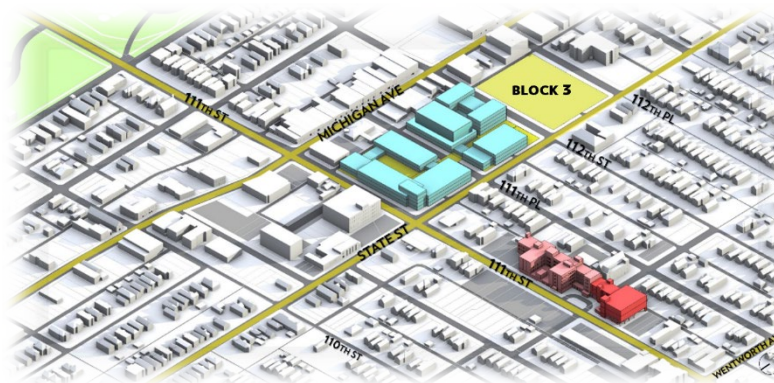 BLOCK 3
111TH ST
MICHIGAN AVE
112TH PL
112TH ST
111TH PL
STATE ST
111TH ST
110TH ST
WENTWORTH A